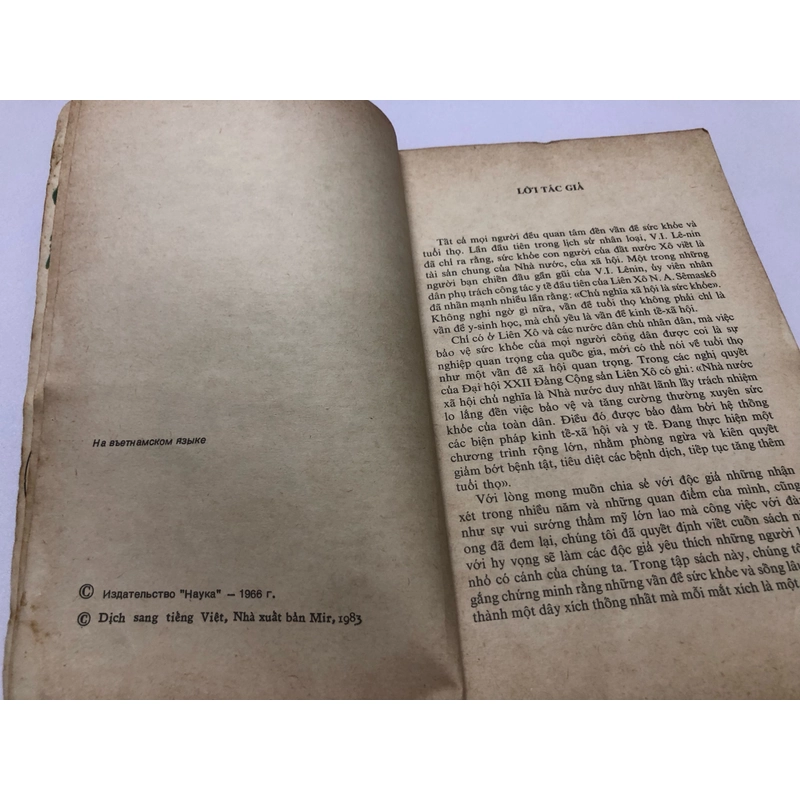 На вьетнамском языке
© Издательство "Наука" – 1966 г.
© Dịch sang tiếng Việt, Nhà xuất bản Mir, 1983
LỜI TÁC GIẢ
Tất cả mọi người đều quan tâm đến vấn đề sức khỏe và
tuổi thọ. Lần đầu tiên trong lịch sử nhân loại, V.I. Lê-nin
đã chỉ ra rằng, sức khỏe con người của đất nước Xô viết là
tài sản chung của Nhà nước, của xã hội. Một trong những
người bạn chiến đấu gần gũi của V.I. Lênin, ủy viên nhân
dân phụ trách công tác y tế đầu tiên của Liên Xô N. A. Sêmaskô
đã nhấn mạnh nhiều lần rằng: «Chủ nghĩa xã hội là sức khỏe».
Không nghi ngờ gì nữa, vấn đề tuổi thọ không phải chỉ là
vấn đề y-sinh học, mà chủ yếu là vấn đề kinh tế-xã hội.
Chỉ có ở Liên Xô và các nước dân chủ nhân dân, mà việc
bảo vệ sức khỏe của mọi người công dân được coi là sự
nghiệp quan trọng của quốc gia, mới có thể nói về tuổi thọ
như một vấn đề xã hội quan trọng. Trong các nghị quyết
của Đại hội XXII Đảng Cộng sản Liên Xô có ghi: «Nhà nước
xã hội chủ nghĩa là Nhà nước duy nhất lãnh lấy trách nhiệm
lo lắng đến việc bảo vệ và tăng cường thường xuyên sức
khỏe của toàn dân. Điều đó được bảo đảm bởi hệ thống
các biện pháp kinh tế-xã hội và y tế. Đang thực hiện một
chương trình rộng lớn, nhằm phòng ngừa và kiên quyết
giảm bớt bệnh tật, tiêu diệt các bệnh dịch, tiếp tục tăng thêm
tuổi thọ».
Với lòng mong muốn chia sẻ với độc giả những nhận
xét trong nhiều năm và những quan điểm của mình, cũng
như sự vui sướng thẩm mỹ lớn lao mà công việc với đàn
ong đã đem lại, chúng tôi đã quyết định viết cuốn sách
với hy vọng sẽ làm các độc giả yêu thích những người
nhỏ có cánh của chúng ta. Trong tập sách này, chúng
gắng chứng minh rằng những vấn đề sức khỏe và sống lâu
thành một dây xích thống nhất mà mỗi mắt xích là một